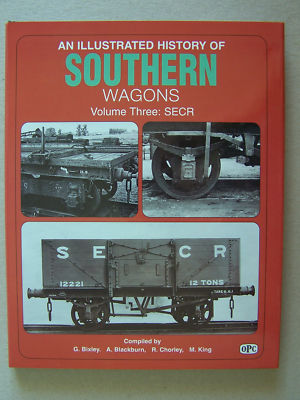 AN ILLUSTRATED HISTORY OF
SOUTHERN
WAGONS
Volume Three: SECR
S E C R
12221
12 TONS
Compiled by
G. Bixley, A. Blackburn, R. Chorley, M. King
OPC